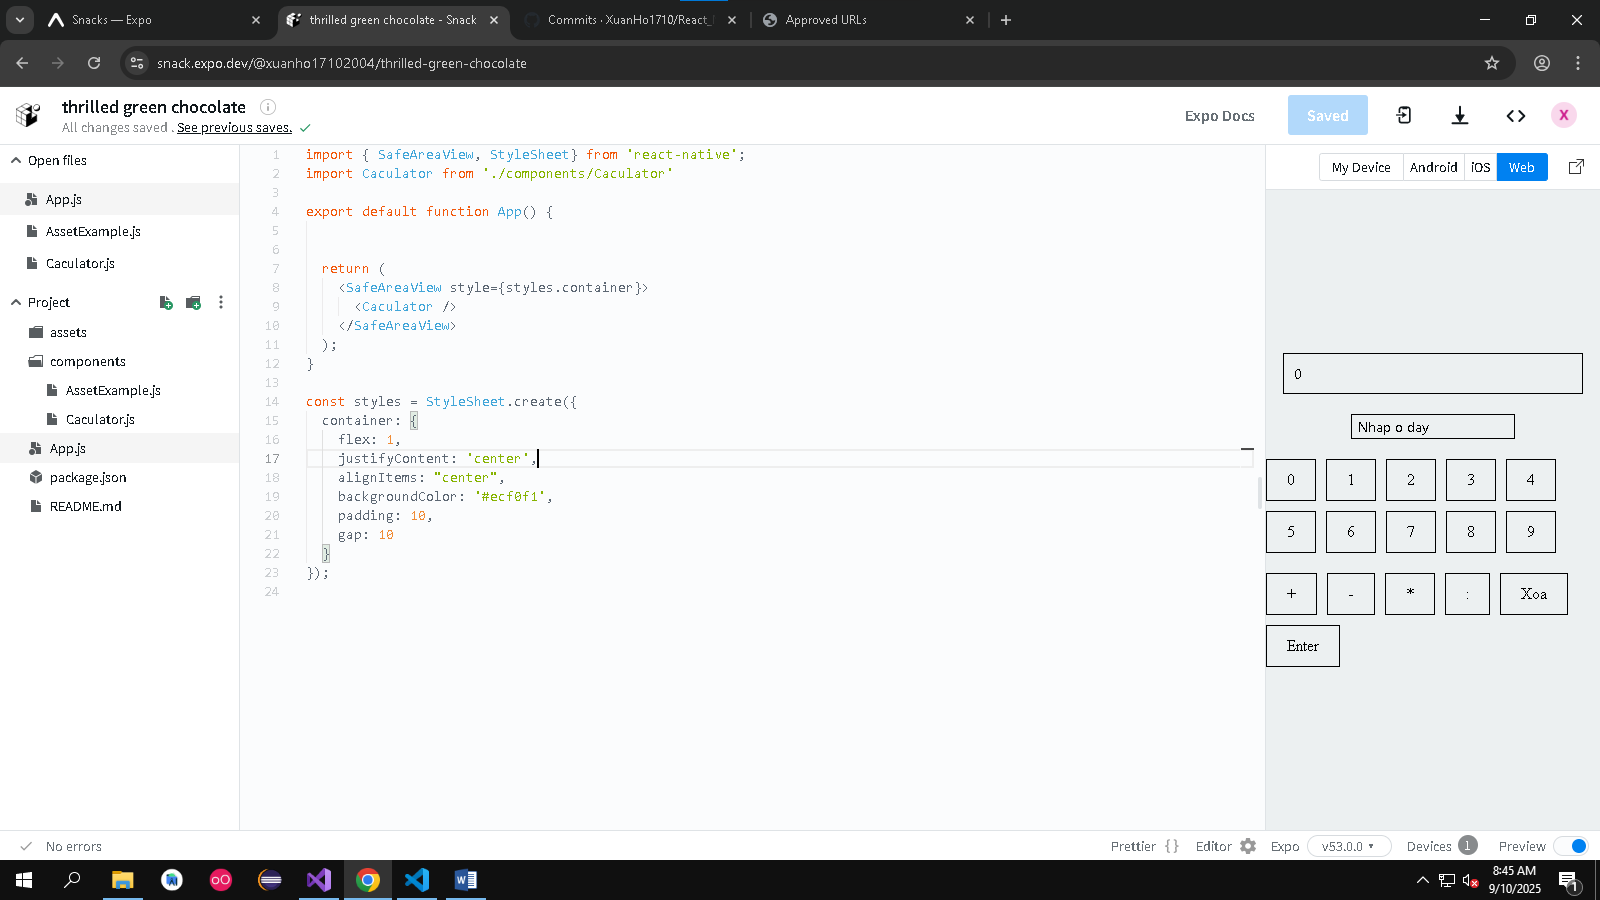 Snacks — Expo
thrilled green chocolate - Snack
Commits · XuanHo1710/React_
Approved URLs
snack.expo.dev/@xuanho17102004/thrilled-green-chocolate
thrilled green chocolate
All changes saved . See previous saves.
Expo Docs
Saved
X
Open files
App.js
AssetExample.js
Caculator.js
Project
assets
components
AssetExample.js
Caculator.js
App.js
package.json
README.md
1 import { SafeAreaView, StyleSheet} from 'react-native';
2 import Caculator from './components/Caculator'
3
4 export default function App() {
5
6
7 return (
8 <SafeAreaView style={styles.container}>
9 <Caculator />
10 </SafeAreaView>
11 );
12 }
13
14 const styles = StyleSheet.create({
15 container: {
16 flex: 1,
17 justifyContent: 'center',
18 alignItems: "center",
19 backgroundColor: '#ecf0f1',
20 padding: 10,
21 gap: 10
22 }
23 });
24
My Device Android iOS Web
0
Nhap o day
0 1 2 3 4
5 6 7 8 9
+ - * : Xoa
Enter
No errors
Prettier {} Editor Expo v53.0.0 Devices 1 Preview
8:45 AM
9/10/2025
1